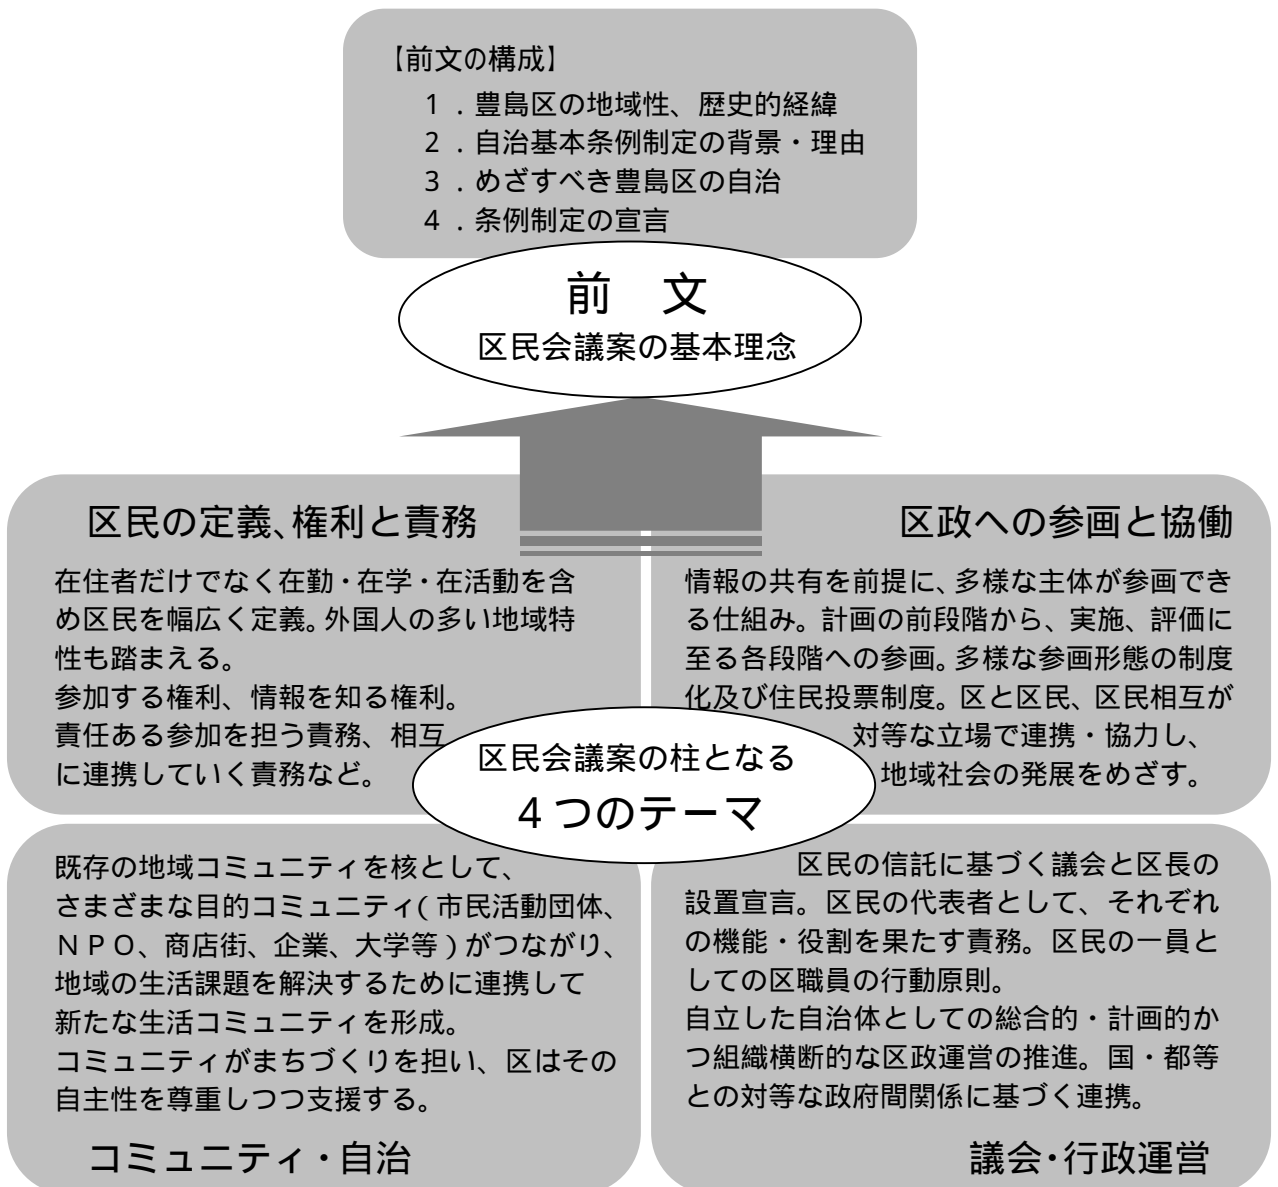 【前文の構成】
１．豊島区の地域性、歴史的経緯
２．自治基本条例制定の背景・理由
３．めざすべき豊島区の自治
４．条例制定の宣言
前　文
区民会議案の基本理念
区民の定義、権利と責務
在住者だけでなく在勤・在学・在活動を含
め区民を幅広く定義。外国人の多い地域特
性も踏まえる。
参加する権利、情報を知る権利。
責任ある参加を担う責務、相互
に連携していく責務など。
区政への参画と協働
情報の共有を前提に、多様な主体が参画でき
る仕組み。計画の前段階から、実施、評価に
至る各段階への参画。多様な参画形態の制度
化及び住民投票制度。区と区民、区民相互が
対等な立場で連携・協力し、
地域社会の発展をめざす。
区民会議案の柱となる
４つのテーマ
既存の地域コミュニティを核として、
さまざまな目的コミュニティ（市民活動団体、
ＮＰＯ、商店街、企業、大学等）がつながり、
地域の生活課題を解決するために連携して
新たな生活コミュニティを形成。
コミュニティがまちづくりを担い、区はその
自主性を尊重しつつ支援する。
コミュニティ・自治
区民の信託に基づく議会と区長の
設置宣言。区民の代表者として、それぞれ
の機能・役割を果たす責務。区民の一員と
しての区職員の行動原則。
自立した自治体としての総合的・計画的か
つ組織横断的な区政運営の推進。国・都等
との対等な政府間関係に基づく連携。
議会・行政運営